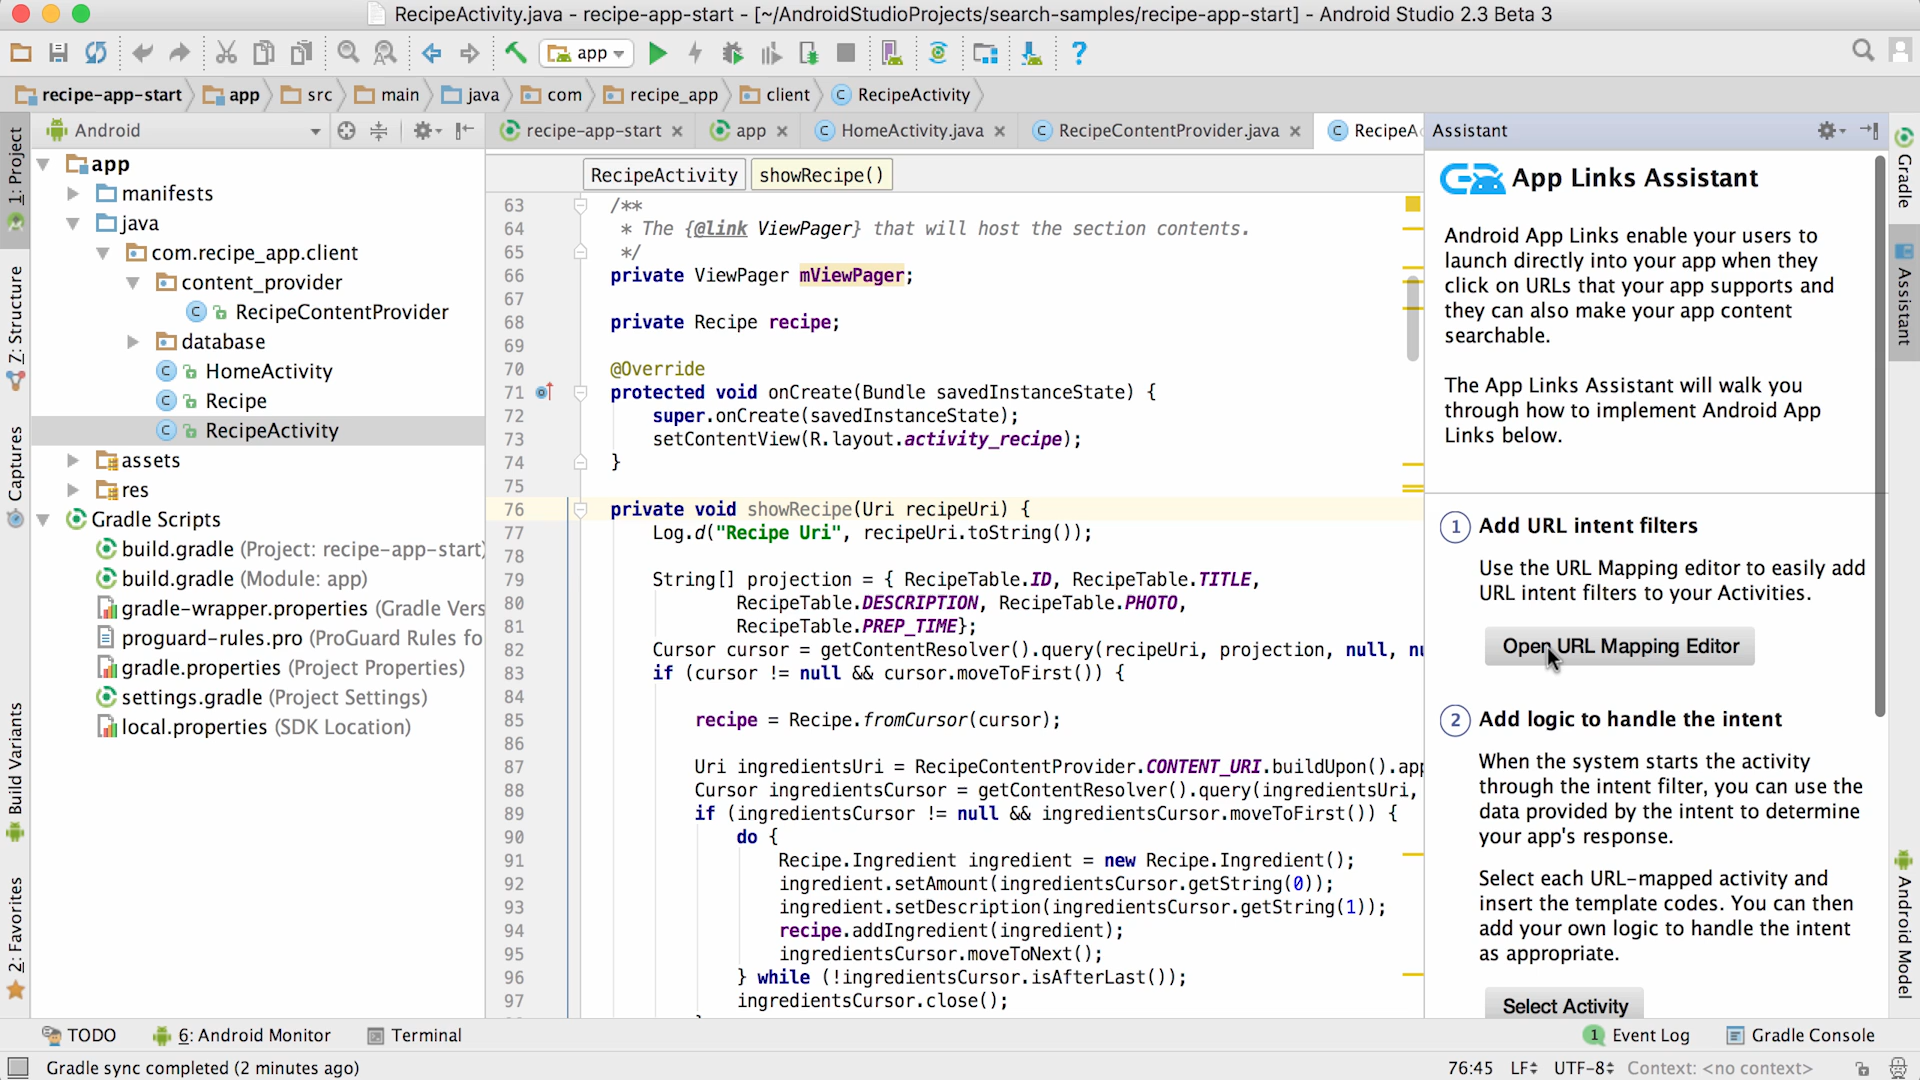 RecipeActivity.java - recipe-app-start - [~/AndroidStudioProjects/search-samples/recipe-app-start] - Android Studio 2.3 Beta 3
app
recipe-app-start app src main java com recipe_app client RecipeActivity
1: Project
Z: Structure
Captures
Build Variants
2: Favorites
Android
app
manifests
java
com.recipe_app.client
content_provider
RecipeContentProvider
database
HomeActivity
Recipe
RecipeActivity
assets
res
Gradle Scripts
build.gradle (Project: recipe-app-start)
build.gradle (Module: app)
gradle-wrapper.properties (Gradle Vers
proguard-rules.pro (ProGuard Rules fo
gradle.properties (Project Properties)
settings.gradle (Project Settings)
local.properties (SDK Location)
recipe-app-start app HomeActivity.java RecipeContentProvider.java RecipeA
RecipeActivity showRecipe()
63 /**
64 * The {@link ViewPager} that will host the section contents.
65 */
66 private ViewPager mViewPager;
67
68 private Recipe recipe;
69
70 @Override
71 protected void onCreate(Bundle savedInstanceState) {
72 super.onCreate(savedInstanceState);
73 setContentView(R.layout.activity_recipe);
74 }
75
76 private void showRecipe(Uri recipeUri) {
77 Log.d("Recipe Uri", recipeUri.toString());
78
79 String[] projection = { RecipeTable.ID, RecipeTable.TITLE,
80 RecipeTable.DESCRIPTION, RecipeTable.PHOTO,
81 RecipeTable.PREP_TIME};
82 Cursor cursor = getContentResolver().query(recipeUri, projection, null, nu
83 if (cursor != null && cursor.moveToFirst()) {
84
85 recipe = Recipe.fromCursor(cursor);
86
87 Uri ingredientsUri = RecipeContentProvider.CONTENT_URI.buildUpon().app
88 Cursor ingredientsCursor = getContentResolver().query(ingredientsUri,
89 if (ingredientsCursor != null && ingredientsCursor.moveToFirst()) {
90 do {
91 Recipe.Ingredient ingredient = new Recipe.Ingredient();
92 ingredient.setAmount(ingredientsCursor.getString(0));
93 ingredient.setDescription(ingredientsCursor.getString(1));
94 recipe.addIngredient(ingredient);
95 ingredientsCursor.moveToNext();
96 } while (!ingredientsCursor.isAfterLast());
97 ingredientsCursor.close();
Assistant
App Links Assistant
Android App Links enable your users to
launch directly into your app when they
click on URLs that your app supports and
they can also make your app content
searchable.
The App Links Assistant will walk you
through how to implement Android App
Links below.
1 Add URL intent filters
Use the URL Mapping editor to easily add
URL intent filters to your Activities.
Open URL Mapping Editor
2 Add logic to handle the intent
When the system starts the activity
through the intent filter, you can use the
data provided by the intent to determine
your app's response.
Select each URL-mapped activity and
insert the template codes. You can then
add your own logic to handle the intent
as appropriate.
Select Activity
Gradle
Assistant
Android Model
TODO 6: Android Monitor Terminal 1 Event Log Gradle Console
Gradle sync completed (2 minutes ago) 76:45 LF UTF-8 Context: <no context>